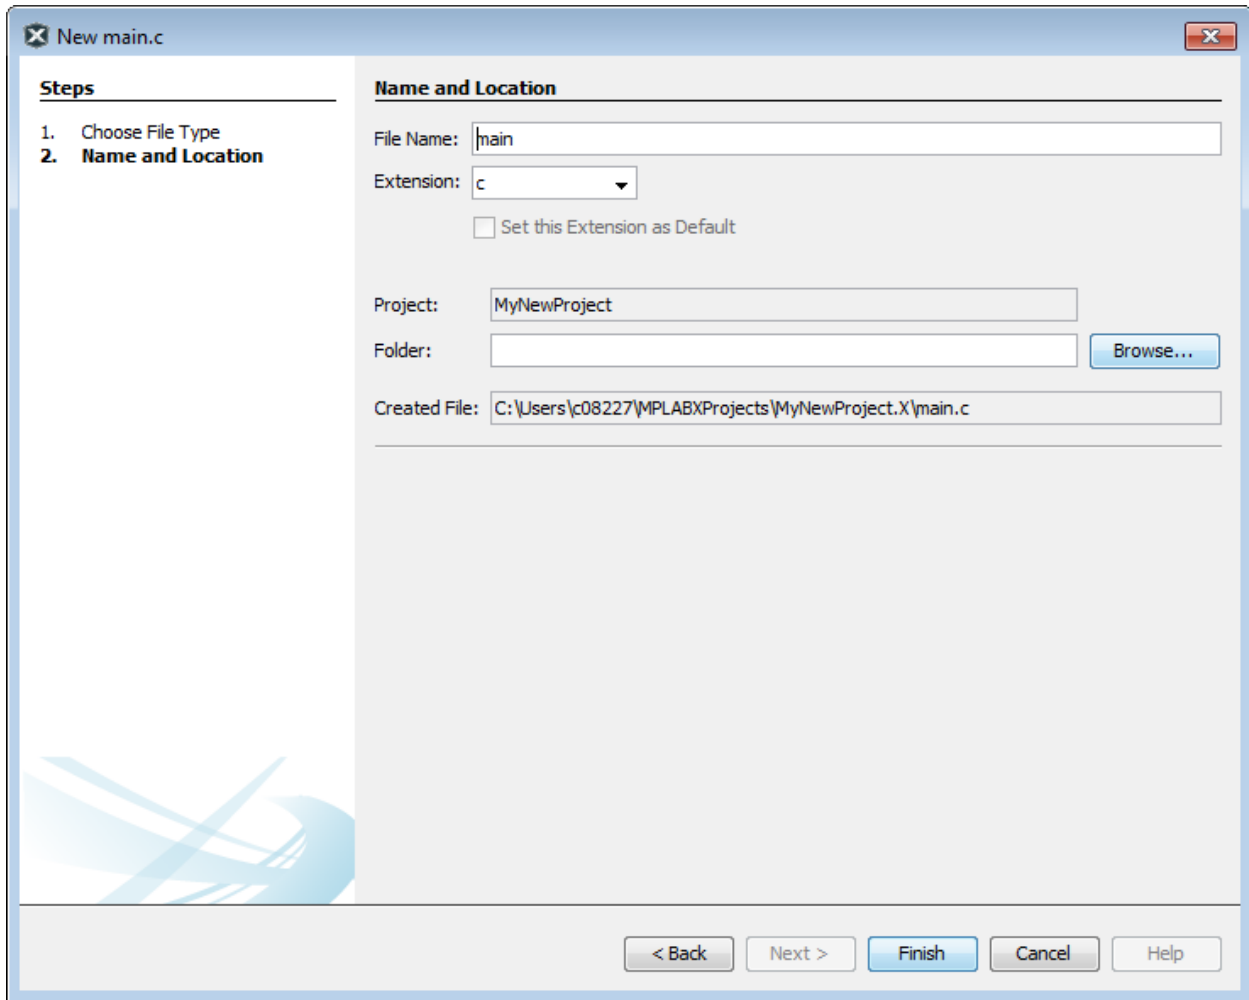 New main.c
Steps
1. Choose File Type
2. Name and Location
Name and Location
File Name: main
Extension: c
Set this Extension as Default
Project: MyNewProject
Folder: Browse...
Created File: C:\Users\c08227\MPLABXProjects\MyNewProject.X\main.c
< Back Next > Finish Cancel Help